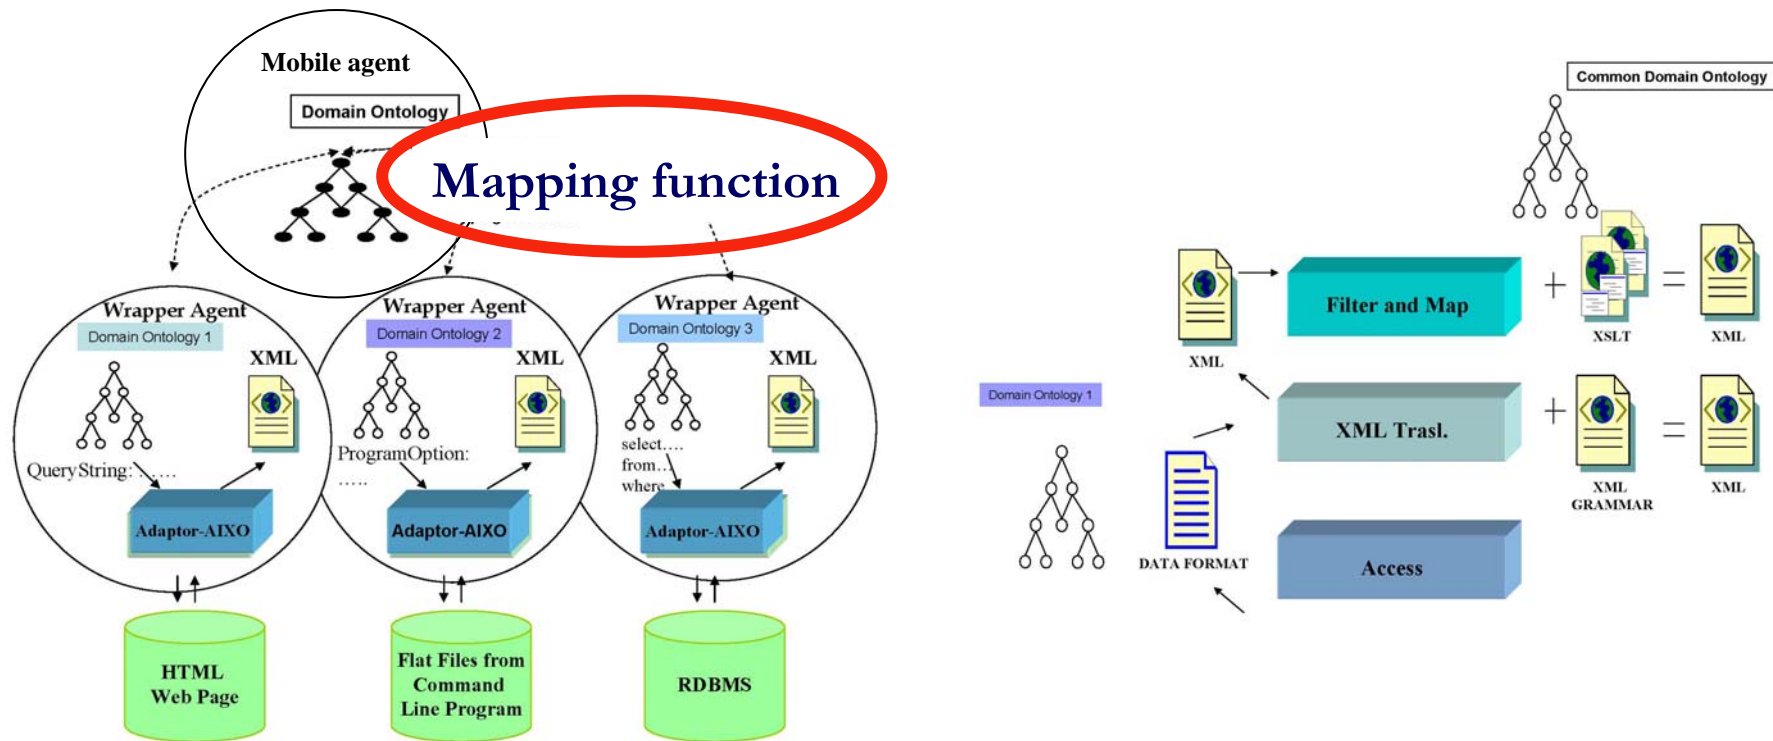 Mobile agent
Domain Ontology
Mapping function
Wrapper Agent
Domain Ontology 1
XML
QueryString: ......
Adaptor-AIXO
HTML
Web Page
Wrapper Agent
Domain Ontology 2
XML
ProgramOption:
.....
Adaptor-AIXO
Flat Files from
Command
Line Program
Wrapper Agent
Domain Ontology 3
XML
select....
from...
where
Adaptor-AIXO
RDBMS
Common Domain Ontology
XML
Filter and Map
+
XSLT
=
XML
Domain Ontology 1
XML Trasl.
+
XML
GRAMMAR
=
XML
DATA FORMAT
Access